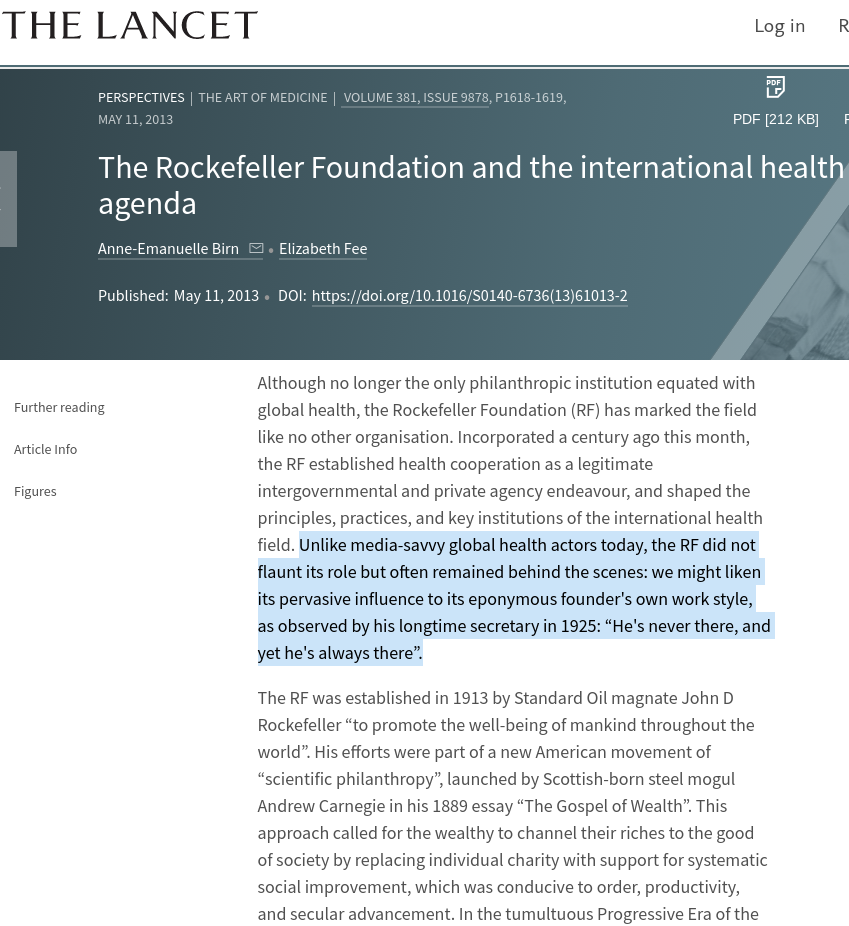 THE LANCET
Log in
R
PERSPECTIVES | THE ART OF MEDICINE | VOLUME 381, ISSUE 9878, P1618-1619,
MAY 11, 2013
PDF
PDF [212 KB]
The Rockefeller Foundation and the international health
agenda
Anne-Emanuelle Birn • Elizabeth Fee
Published: May 11, 2013 • DOI: https://doi.org/10.1016/S0140-6736(13)61013-2
Further reading
Article Info
Figures
Although no longer the only philanthropic institution equated with
global health, the Rockefeller Foundation (RF) has marked the field
like no other organisation. Incorporated a century ago this month,
the RF established health cooperation as a legitimate
intergovernmental and private agency endeavour, and shaped the
principles, practices, and key institutions of the international health
field. Unlike media-savvy global health actors today, the RF did not
flaunt its role but often remained behind the scenes: we might liken
its pervasive influence to its eponymous founder's own work style,
as observed by his longtime secretary in 1925: “He's never there, and
yet he's always there”.
The RF was established in 1913 by Standard Oil magnate John D
Rockefeller “to promote the well-being of mankind throughout the
world”. His efforts were part of a new American movement of
“scientific philanthropy”, launched by Scottish-born steel mogul
Andrew Carnegie in his 1889 essay “The Gospel of Wealth”. This
approach called for the wealthy to channel their riches to the good
of society by replacing individual charity with support for systematic
social improvement, which was conducive to order, productivity,
and secular advancement. In the tumultuous Progressive Era of the